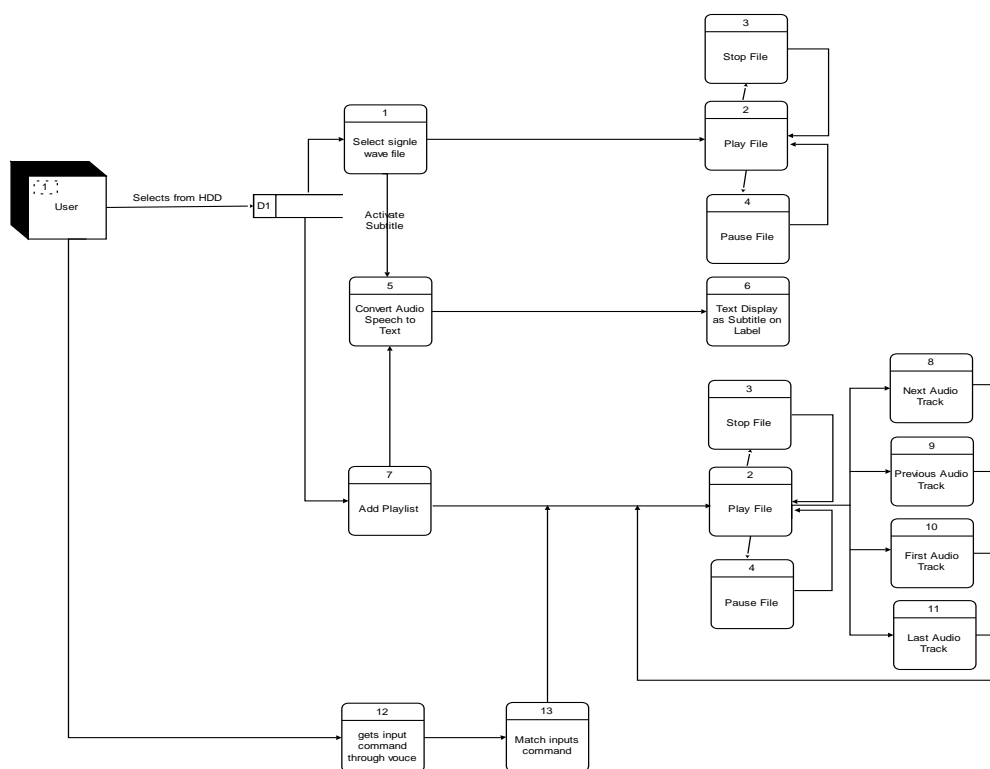 3
Stop File
1
Select signle
wave file
2
Play File
1
User
Selects from HDD
D1
Activate
Subtitle
4
Pause File
5
Convert Audio
Speech to
Text
6
Text Display
as Subtitle on
Label
8
Next Audio
Track
3
Stop File
9
Previous Audio
Track
7
Add Playlist
2
Play File
10
First Audio
Track
4
Pause File
11
Last Audio
Track
12
gets input
command
through vouce
13
Match inputs
command